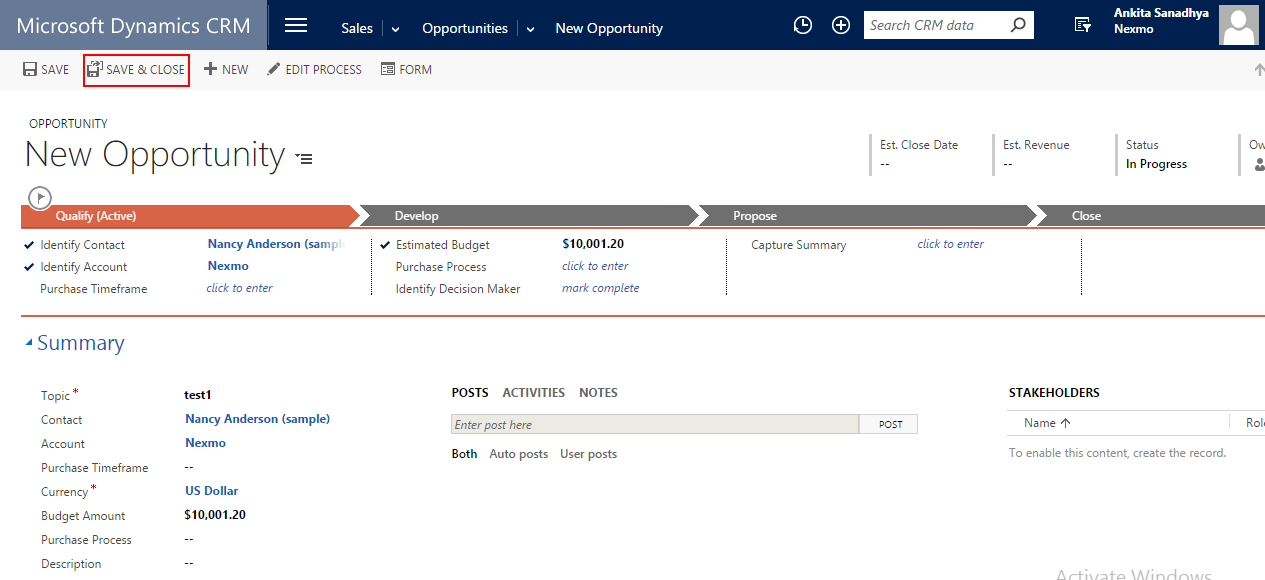 Microsoft Dynamics CRM
Sales
Opportunities
New Opportunity
Search CRM data
Ankita Sanadhya
Nexmo
SAVE
SAVE & CLOSE
NEW
EDIT PROCESS
FORM
OPPORTUNITY
New Opportunity
Est. Close Date
--
Est. Revenue
--
Status
In Progress
Qualify (Active)
Develop
Propose
Close
Identify Contact
Nancy Anderson (samp
Identify Account
Nexmo
Purchase Timeframe
click to enter
Estimated Budget
$10,001.20
Purchase Process
click to enter
Identify Decision Maker
mark complete
Capture Summary
click to enter
Summary
Topic*
test1
Contact
Nancy Anderson (sample)
Account
Nexmo
Purchase Timeframe
--
Currency*
US Dollar
Budget Amount
$10,001.20
Purchase Process
--
Description
--
POSTS
ACTIVITIES
NOTES
Enter post here
POST
Both
Auto posts
User posts
STAKEHOLDERS
Name
To enable this content, create the record.
Activate Windows